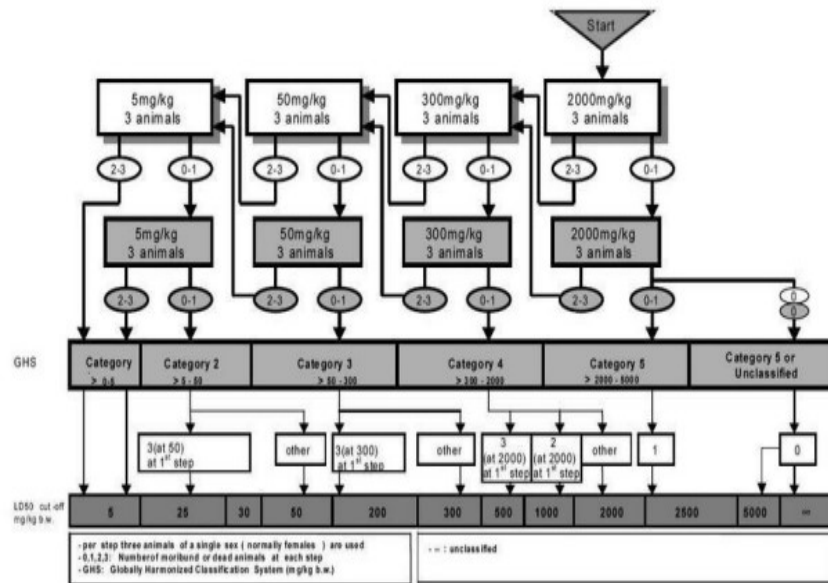 Start
5mg/kg
3 animals
50mg/kg
3 animals
300mg/kg
3 animals
2000mg/kg
3 animals
2-3
0-1
2-3
0-1
2-3
0-1
2-3
0-1
5mg/kg
3 animals
50mg/kg
3 animals
300mg/kg
3 animals
2000mg/kg
3 animals
2-3
0-1
2-3
0-1
2-3
0-1
2-3
0-1
0
0
GHS
Category
> 0-5
Category 2
> 5 - 50
Category 3
> 50 - 300
Category 4
> 300 - 2000
Category 5
> 2000 - 5000
Category 5 or
Unclassified
3(at 50)
at 1st step
other
3(at 300)
at 1st step
other
3
(at 2000)
at 1st step
2
(at 2000)
at 1st step
other
1
0
LD50 cut-off
mg/kg b.w.
5
25
30
50
200
300
500
1000
2000
2500
5000
∞
- per step three animals of a single sex ( normally females ) are used
- 0,1,2,3: Numberof moribund or dead animals at each step
- GHS: Globally Harmonized Classification System (mg/kg b.w.)
- ∞ : unclassified